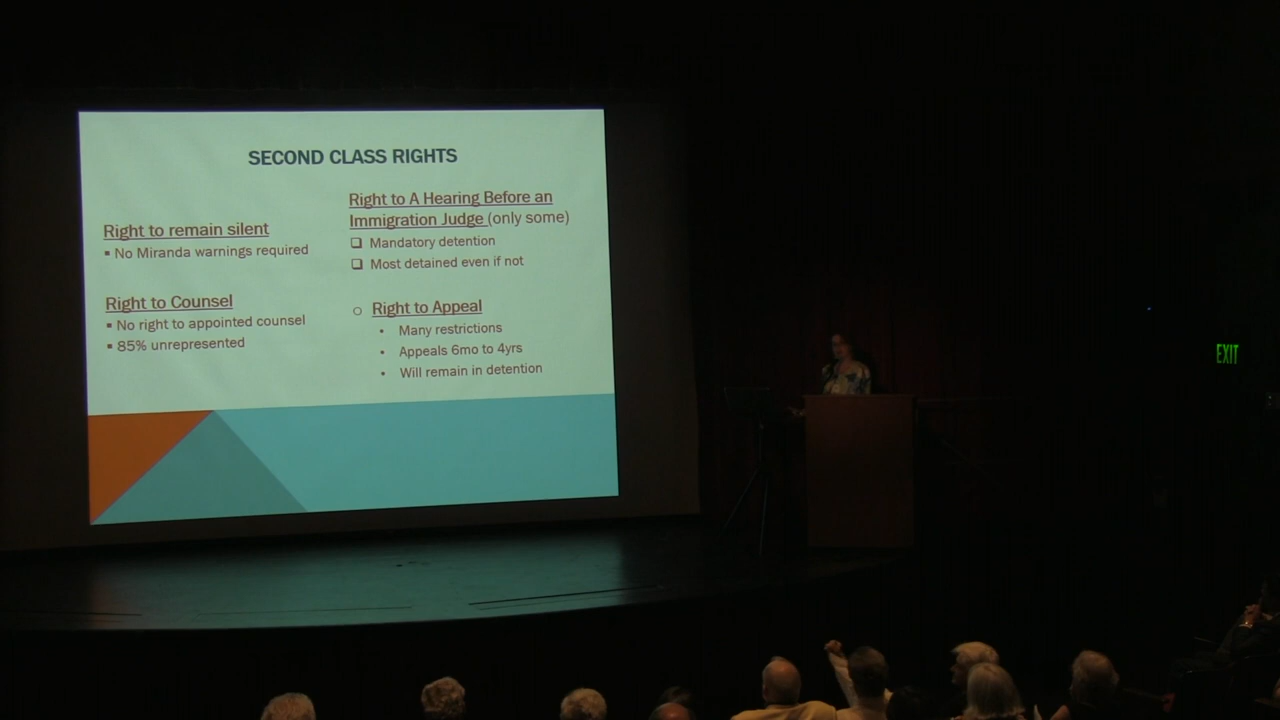 SECOND CLASS RIGHTS
Right to remain silent
▪ No Miranda warnings required
Right to Counsel
▪ No right to appointed counsel
▪ 85% unrepresented
Right to A Hearing Before an
Immigration Judge (only some)
❑ Mandatory detention
❑ Most detained even if not
○ Right to Appeal
• Many restrictions
• Appeals 6mo to 4yrs
• Will remain in detention
EXIT